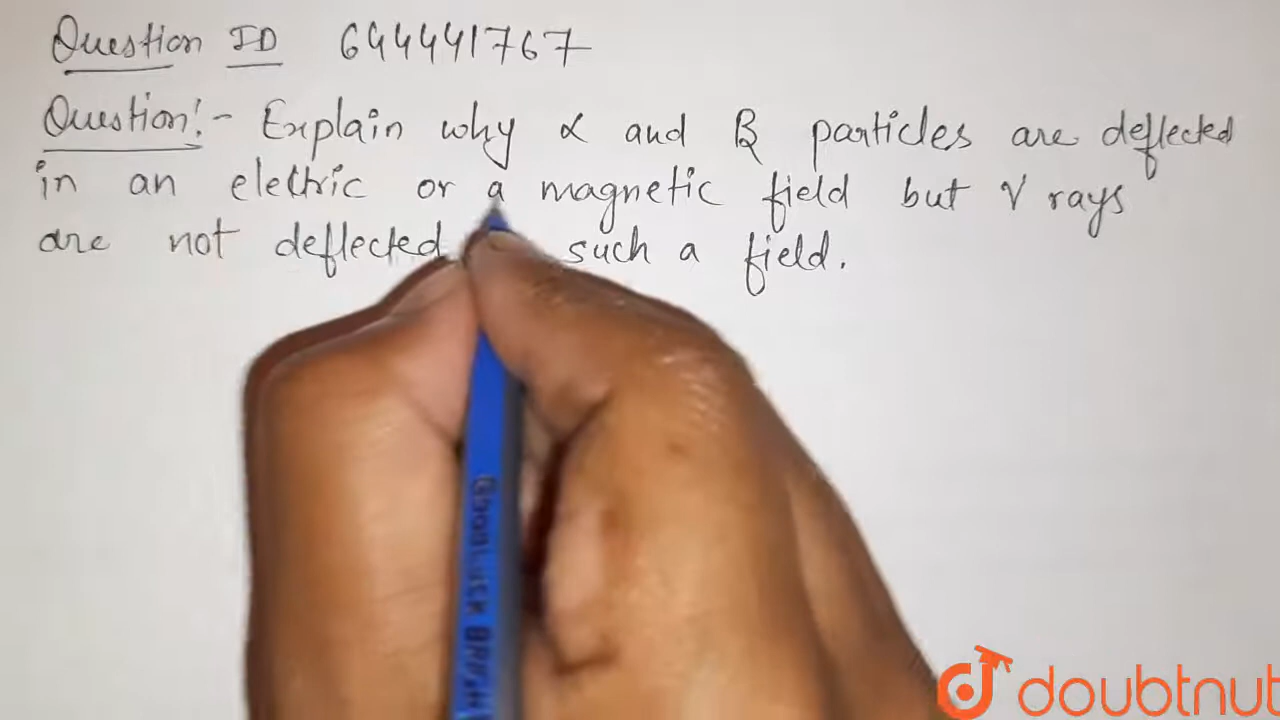 Question ID 644441767
Question:- Explain why α and β particles are deflected
in an electric or a magnetic field but γ rays
are not deflected such a field.
doubtnut